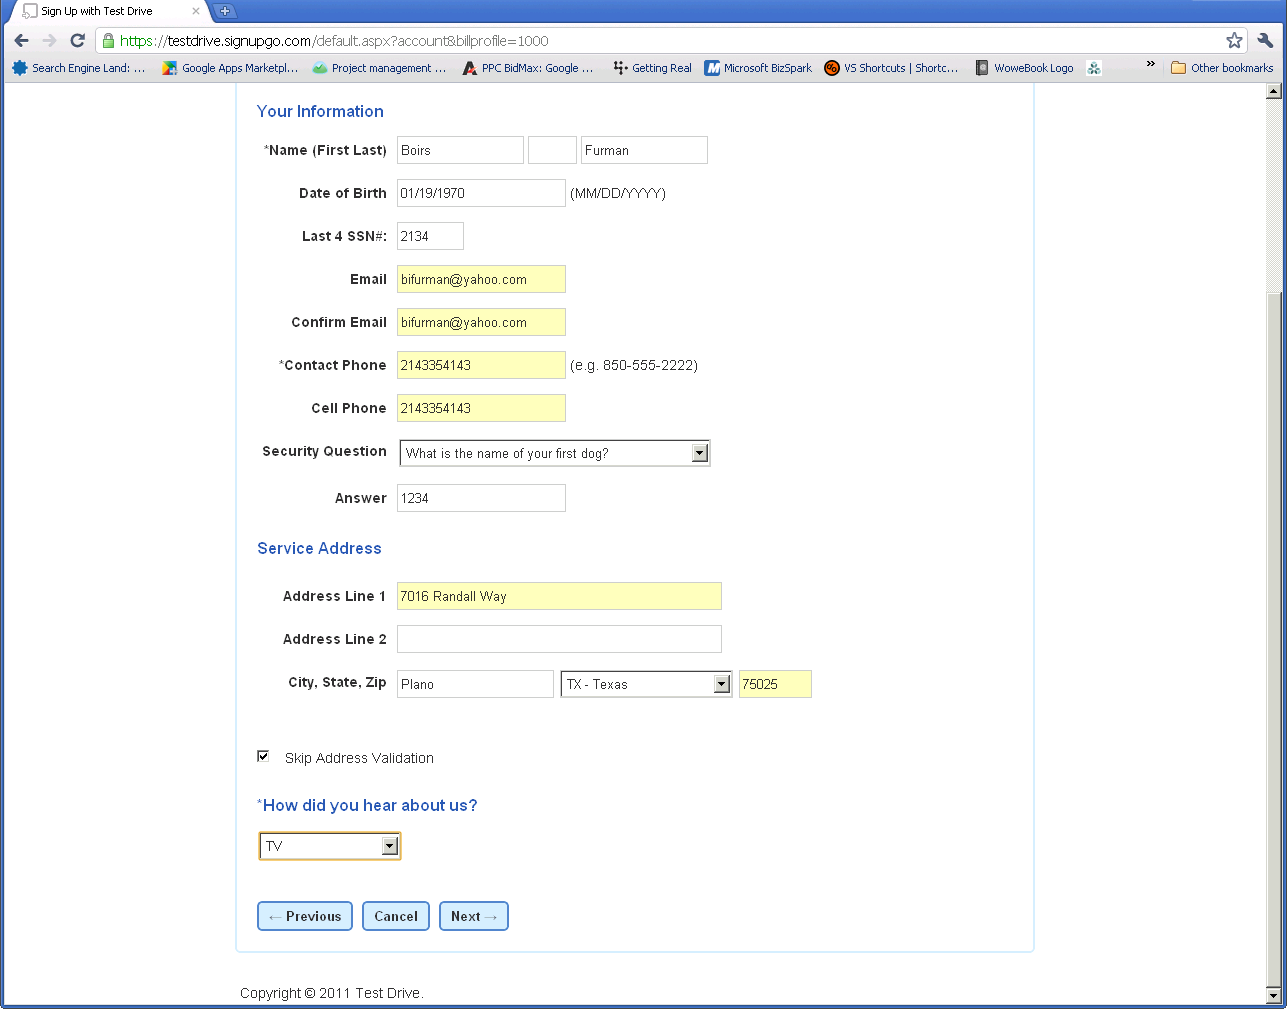 Sign Up with Test Drive
https://testdrive.signupgo.com/default.aspx?account&billprofile=1000
Search Engine Land: ... Google Apps Marketpl... Project management ... PPC BidMax: Google ... Getting Real Microsoft BizSpark VS Shortcuts | Shortc... WoweBook Logo » Other bookmarks
Your Information
*Name (First Last) Boirs Furman
Date of Birth 01/19/1970 (MM/DD/YYYY)
Last 4 SSN#: 2134
Email bifurman@yahoo.com
Confirm Email bifurman@yahoo.com
*Contact Phone 2143354143 (e.g. 850-555-2222)
Cell Phone 2143354143
Security Question What is the name of your first dog?
Answer 1234
Service Address
Address Line 1 7016 Randall Way
Address Line 2
City, State, Zip Plano TX - Texas 75025
Skip Address Validation
*How did you hear about us?
TV
← Previous Cancel Next →
Copyright © 2011 Test Drive.